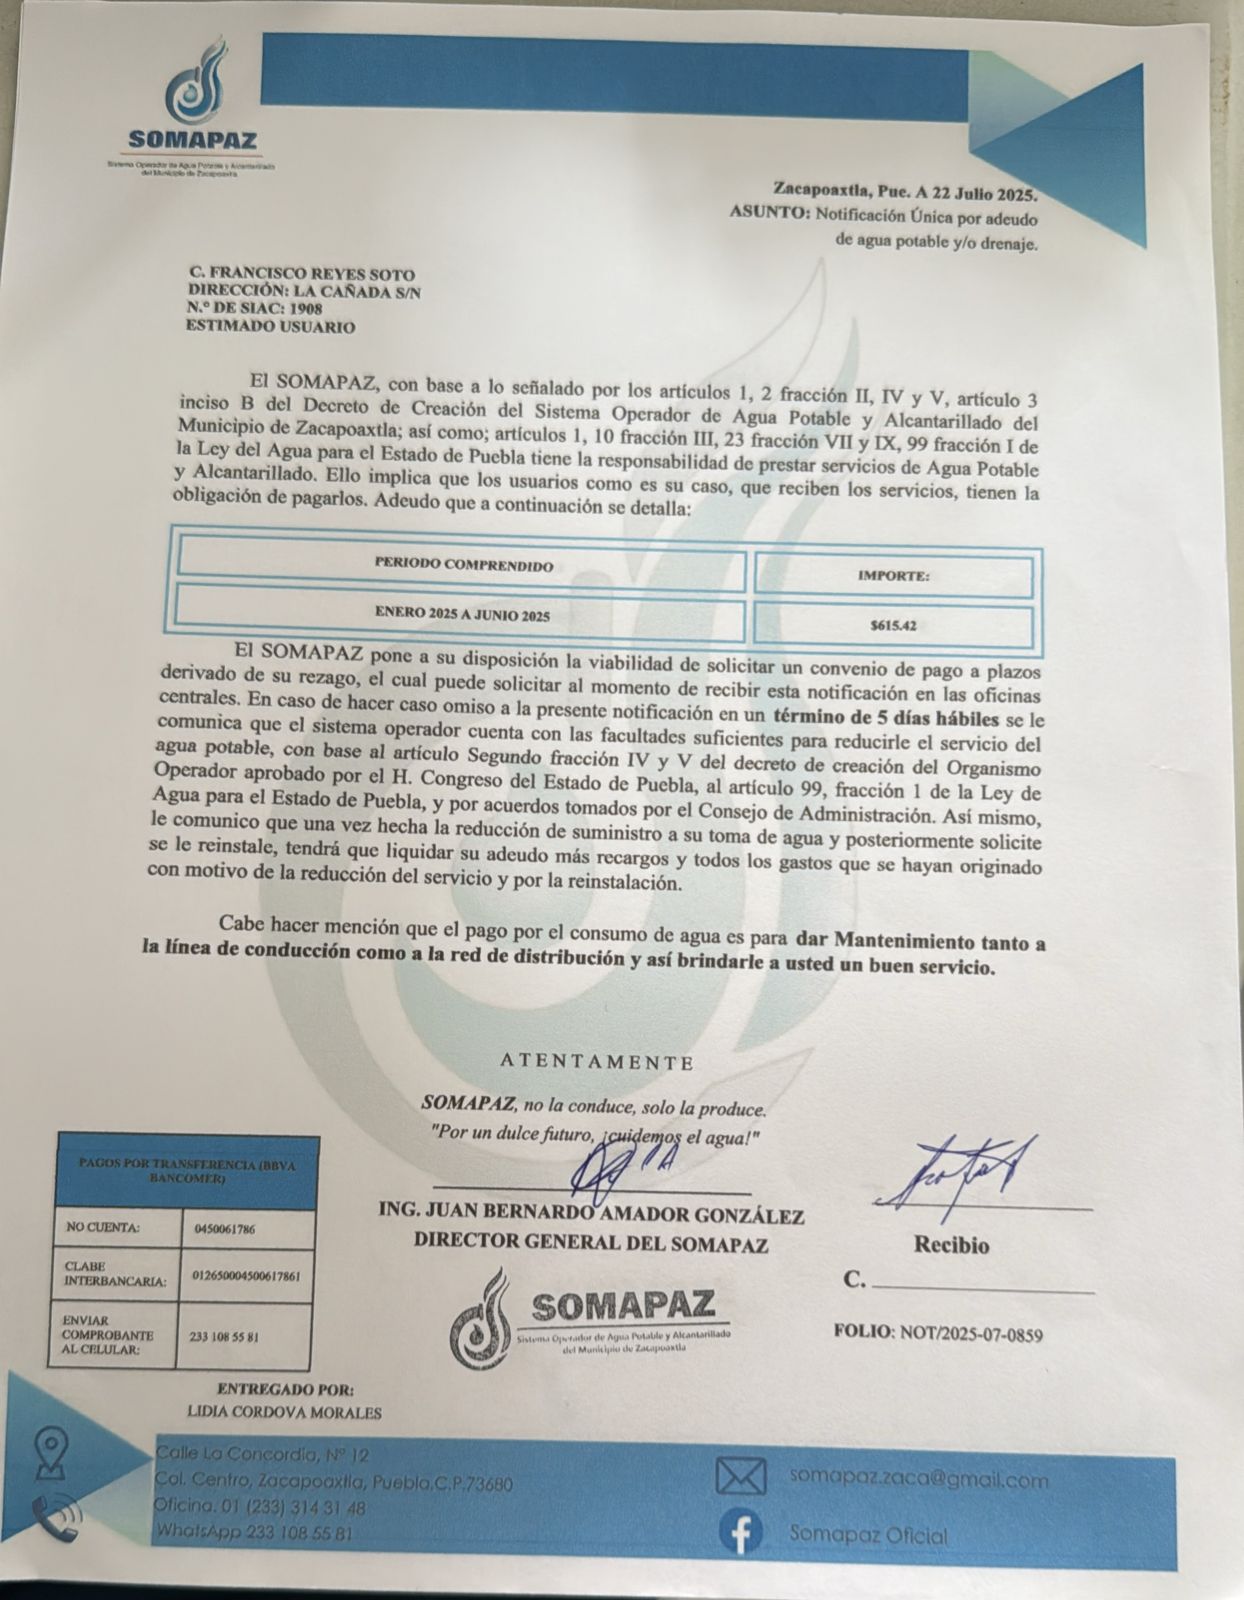 SOMAPAZ
Sistema Operador de Agua Potable y Alcantarillado
del Municipio de Zacapoaxtla
Zacapoaxtla, Pue. A 22 Julio 2025.
ASUNTO: Notificación Única por adeudo
de agua potable y/o drenaje.
C. FRANCISCO REYES SOTO
DIRECCIÓN: LA CAÑADA S/N
N.º DE SIAC: 1908
ESTIMADO USUARIO
El SOMAPAZ, con base a lo señalado por los artículos 1, 2 fracción II, IV y V, artículo 3
inciso B del Decreto de Creación del Sistema Operador de Agua Potable y Alcantarillado del
Municipio de Zacapoaxtla; así como; artículos 1, 10 fracción III, 23 fracción VII y IX, 99 fracción I de
la Ley del Agua para el Estado de Puebla tiene la responsabilidad de prestar servicios de Agua Potable
y Alcantarillado. Ello implica que los usuarios como es su caso, que reciben los servicios, tienen la
obligación de pagarlos. Adeudo que a continuación se detalla:
PERIODO COMPRENDIDO
IMPORTE:
ENERO 2025 A JUNIO 2025
$615.42
El SOMAPAZ pone a su disposición la viabilidad de solicitar un convenio de pago a plazos
derivado de su rezago, el cual puede solicitar al momento de recibir esta notificación en las oficinas
centrales. En caso de hacer caso omiso a la presente notificación en un término de 5 días hábiles se le
comunica que el sistema operador cuenta con las facultades suficientes para reducirle el servicio del
agua potable, con base al artículo Segundo fracción IV y V del decreto de creación del Organismo
Operador aprobado por el H. Congreso del Estado de Puebla, al artículo 99, fracción 1 de la Ley de
Agua para el Estado de Puebla, y por acuerdos tomados por el Consejo de Administración. Así mismo,
le comunico que una vez hecha la reducción de suministro a su toma de agua y posteriormente solicite
se le reinstale, tendrá que liquidar su adeudo más recargos y todos los gastos que se hayan originado
con motivo de la reducción del servicio y por la reinstalación.
Cabe hacer mención que el pago por el consumo de agua es para dar Mantenimiento tanto a
la línea de conducción como a la red de distribución y así brindarle a usted un buen servicio.
ATENTAMENTE
SOMAPAZ, no la conduce, solo la produce.
"Por un dulce futuro, ¡cuidemos el agua!"
ING. JUAN BERNARDO AMADOR GONZÁLEZ
DIRECTOR GENERAL DEL SOMAPAZ
SOMAPAZ
Sistema Operador de Agua Potable y Alcantarillado
del Municipio de Zacapoaxtla
Recibio
C.
FOLIO: NOT/2025-07-0859
PAGOS POR TRANSFERENCIA (BBVA
BANCOMER)
NO CUENTA:
0450061786
CLABE
INTERBANCARIA:
012650004500617861
ENVIAR
COMPROBANTE
AL CELULAR:
233 108 55 81
ENTREGADO POR:
LIDIA CORDOVA MORALES
Calle La Concordia, Nº 12
Col. Centro, Zacapoaxtla, Puebla.C.P.73680
Oficina. 01 (233) 314 31 48
WhatsApp 233 108 55 81
somapaz.zaca@gmail.com
Somapaz Oficial